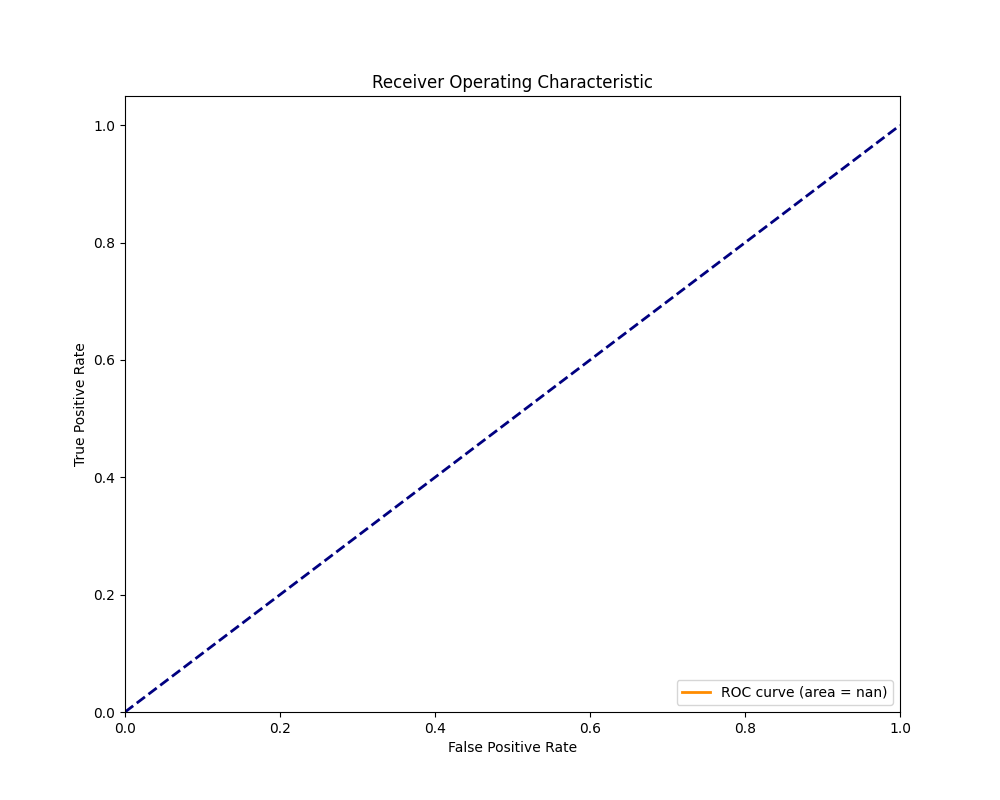 Receiver Operating Characteristic
True Positive Rate
1.0
0.8
0.6
0.4
0.2
0.0
ROC curve (area = nan)
0.0 0.2 0.4 0.6 0.8 1.0
False Positive Rate